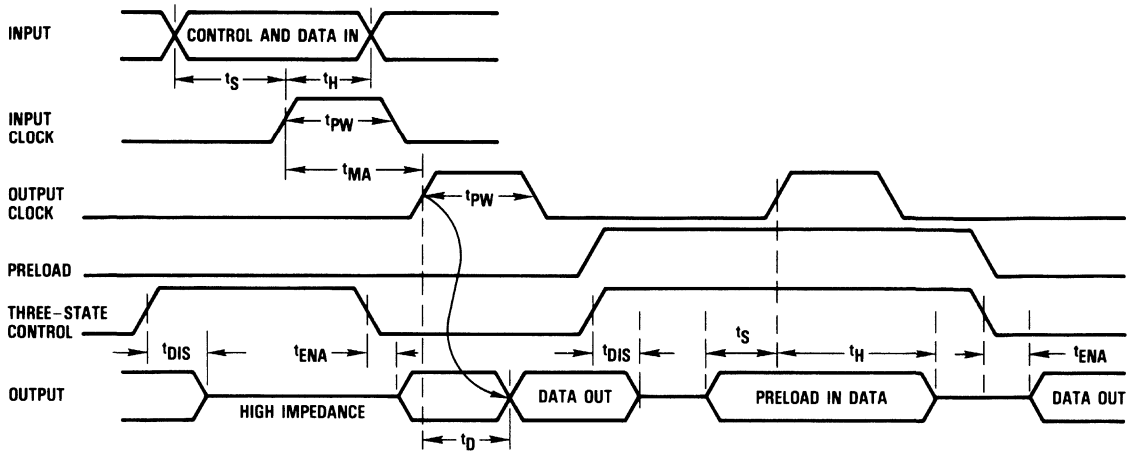 INPUT
CONTROL AND DATA IN
tS
tH
INPUT
CLOCK
tPW
tMA
OUTPUT
CLOCK
tPW
PRELOAD
THREE-STATE
CONTROL
tDIS
tENA
tDIS
tS
tH
tENA
OUTPUT
HIGH IMPEDANCE
DATA OUT
PRELOAD IN DATA
DATA OUT
tD